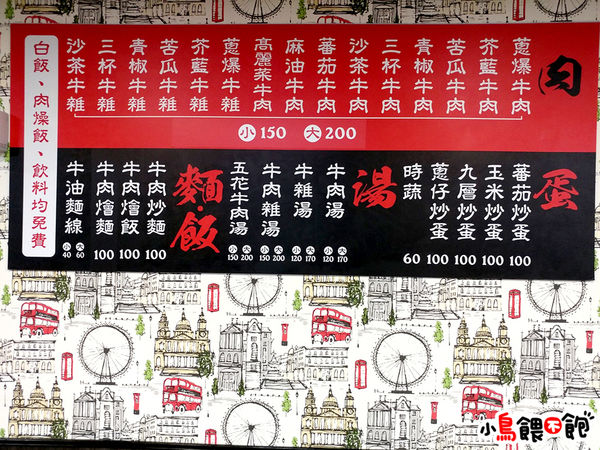 肉
蔥爆牛肉
芥藍牛肉
苦瓜牛肉
青椒牛肉
三杯牛肉
沙茶牛肉
蕃茄牛肉
麻油牛肉
高麗菜牛肉
蔥爆牛雜
芥藍牛雜
苦瓜牛雜
青椒牛雜
三杯牛雜
沙茶牛雜
小150 大200
蛋
蕃茄炒蛋 100
玉米炒蛋 100
九層炒蛋 100
蔥仔炒蛋 100
時蔬 60
湯
牛肉湯 小120 大170
牛雜湯 小120 大170
牛肉雜湯 小150 大200
五花牛肉湯 小150 大200
麵·飯
牛肉炒麵 100
牛肉燴飯 100
牛肉燴麵 100
牛油麵線 小40 大60
白飯、肉燥飯、飲料均免費
小鳥餵不飽